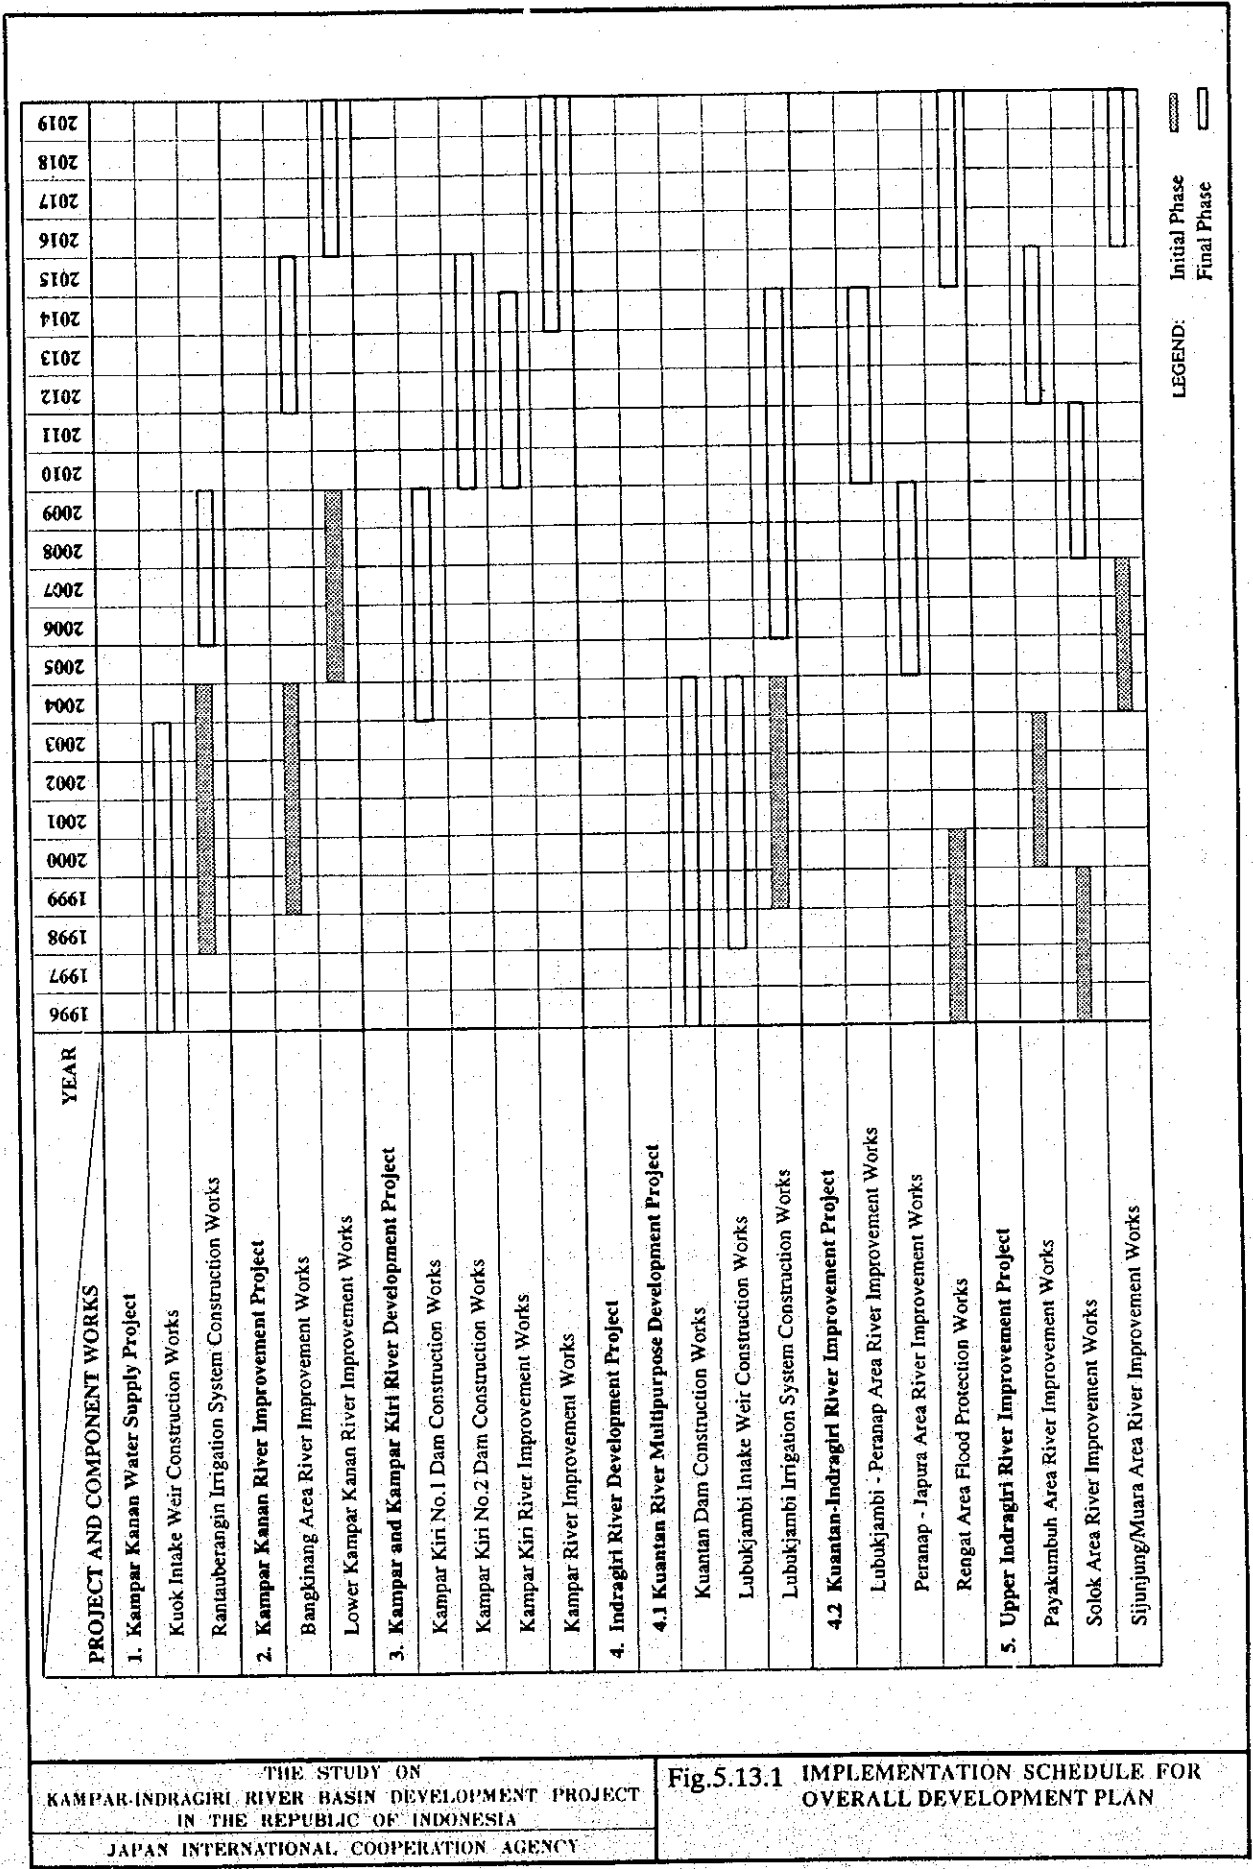 YEAR
PROJECT AND COMPONENT WORKS
1996 1997 1998 1999 2000 2001 2002 2003 2004 2005 2006 2007 2008 2009 2010 2011 2012 2013 2014 2015 2016 2017 2018 2019
1. Kampar Kanan Water Supply Project
Kuok Intake Weir Construction Works
Rantauberangin Irrigation System Construction Works
2. Kampar Kanan River Improvement Project
Bangkinang Area River Improvement Works
Lower Kampar Kanan River Improvement Works
3. Kampar and Kampar Kiri River Development Project
Kampar Kiri No.1 Dam Construction Works
Kampar Kiri No.2 Dam Construction Works
Kampar Kiri River Improvement Works
Kampar River Improvement Works
4. Indragiri River Development Project
4.1 Kuantan River Multipurpose Development Project
Kuantan Dam Construction Works
Lubukjambi Intake Weir Construction Works
Lubukjambi Irrigation System Construction Works
4.2 Kuantan-Indragiri River Improvement Project
Lubukjambi - Peranap Area River Improvement Works
Peranap - Japura Area River Improvement Works
Rengat Area Flood Protection Works
5. Upper Indragiri River Improvement Project
Payakumbuh Area River Improvement Works
Solok Area River Improvement Works
Sijunjung/Muara Area River Improvement Works
LEGEND: Initial Phase
Final Phase
THE STUDY ON
KAMPAR-INDRAGIRI RIVER BASIN DEVELOPMENT PROJECT
IN THE REPUBLIC OF INDONESIA
JAPAN INTERNATIONAL COOPERATION AGENCY
Fig.5.13.1 IMPLEMENTATION SCHEDULE FOR
OVERALL DEVELOPMENT PLAN